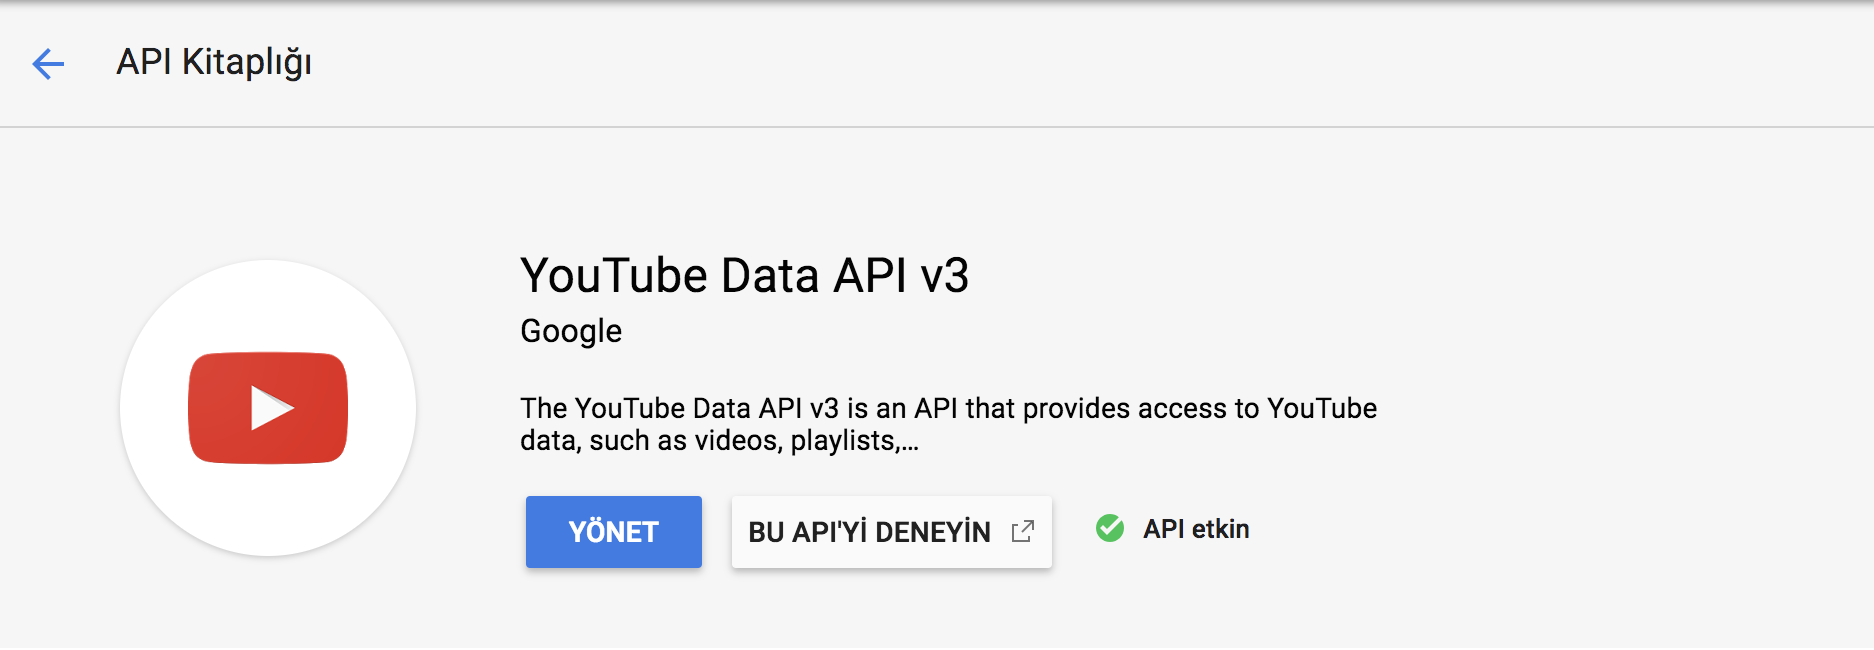 API Kitaplığı
YouTube Data API v3
Google
The YouTube Data API v3 is an API that provides access to YouTube
data, such as videos, playlists,...
YÖNET
BU API'Yİ DENEYİN
API etkin